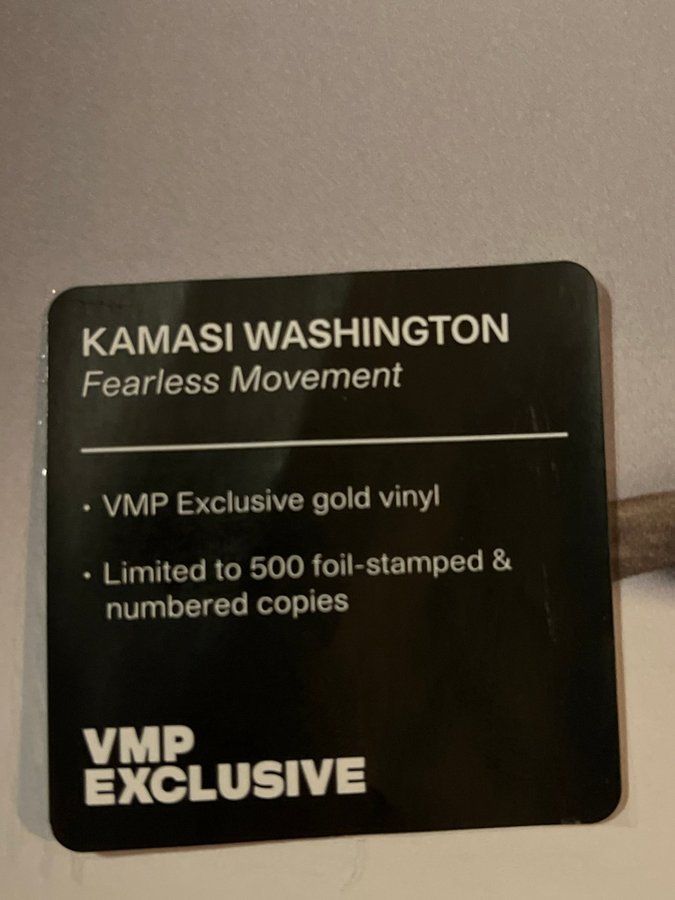 KAMASI WASHINGTON
Fearless Movement
• VMP Exclusive gold vinyl
• Limited to 500 foil-stamped &
numbered copies
VMP
EXCLUSIVE